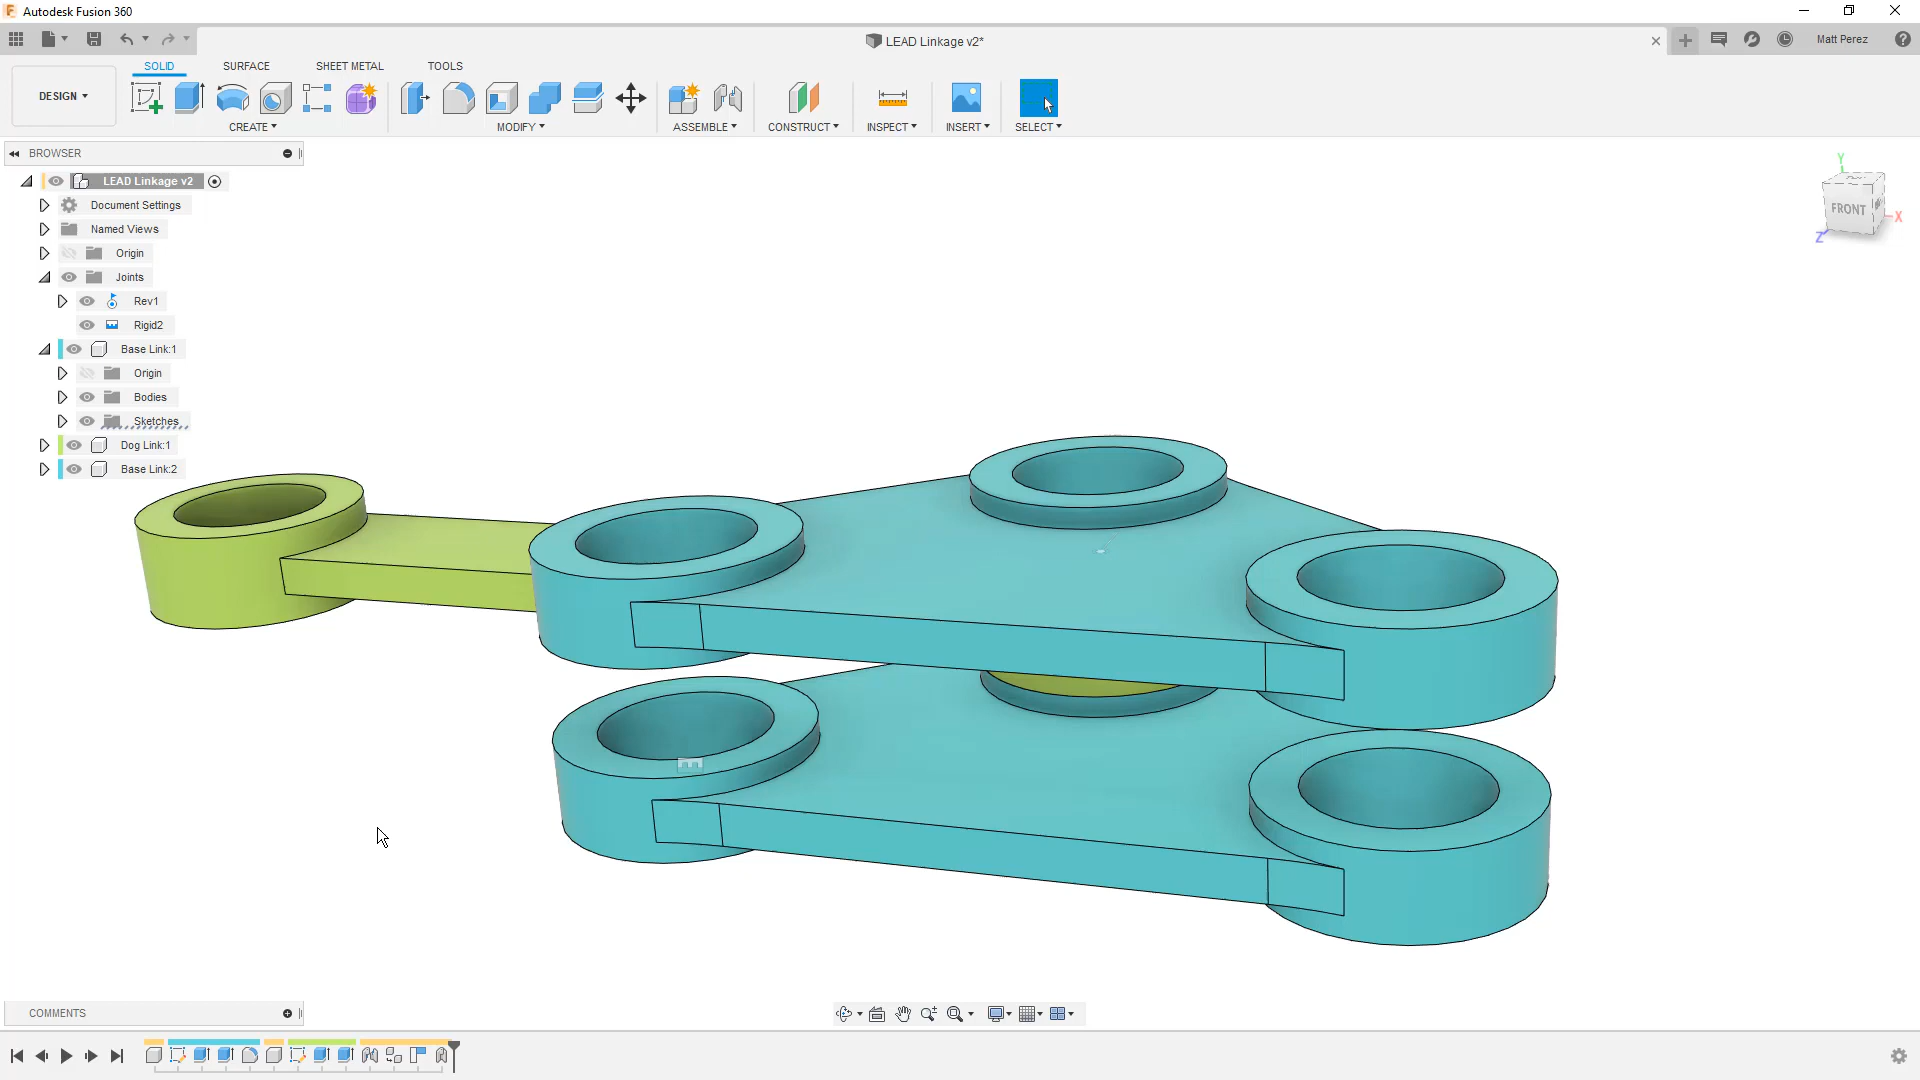 Autodesk Fusion 360
LEAD Linkage v2*
Matt Perez
SOLID SURFACE SHEET METAL TOOLS
DESIGN
CREATE MODIFY ASSEMBLE CONSTRUCT INSPECT INSERT SELECT
BROWSER
LEAD Linkage v2
Document Settings
Named Views
Origin
Joints
Rev1
Rigid2
Base Link:1
Origin
Bodies
Sketches
Dog Link:1
Base Link:2
Y
FRONT
X
Z
COMMENTS